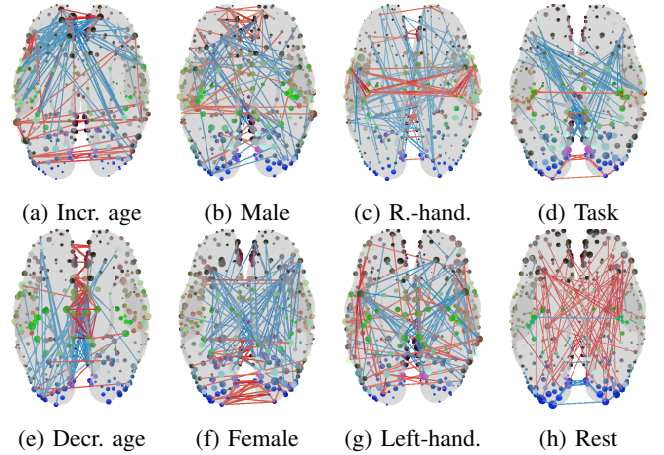 (a) Incr. age (b) Male (c) R.-hand. (d) Task
(e) Decr. age (f) Female (g) Left-hand. (h) Rest